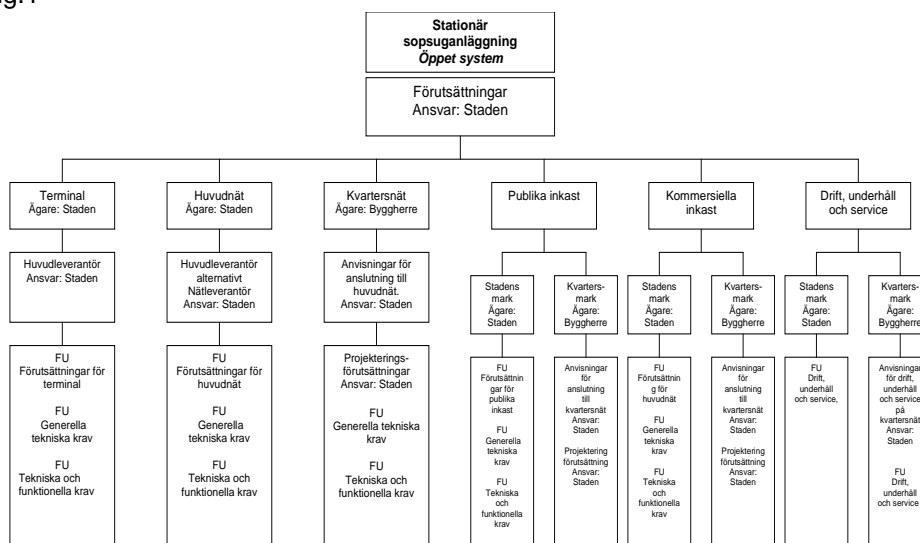 Stationär
sopsuganläggning
Öppet system
Förutsättningar
Ansvar: Staden
Terminal
Ägare: Staden
Huvudleverantör
Ansvar: Staden
FU
Förutsättningar för
terminal
FU
Generella
tekniska krav
FU
Tekniska och
funktionella krav
Huvudnät
Ägare: Staden
Huvudleverantör
alternativt
Nätleverantör
Ansvar: Staden
FU
Förutsättningar för
huvudnät
FU
Generella
tekniska krav
FU
Tekniska och
funktionella krav
Kvartersnät
Ägare: Byggherre
Anvisningar för
anslutning till
huvudnät.
Ansvar: Staden
Projekterings-
förutsättningar
Ansvar: Staden
FU
Generella tekniska
krav
FU
Tekniska och
funktionella krav
Publika inkast
Stadens
mark
Ägare:
Staden
FU
Förutsättnin
gar för
publika
inkast
FU
Generella
tekniska
krav
FU
Tekniska
och
funktionella
krav
Kvarters-
mark
Ägare:
Byggherre
Anvisningar
för
anslutning
till
kvartersnät
Ansvar:
Staden
Projektering
förutsättning
Ansvar:
Staden
Kommersiella
inkast
Stadens
mark
Ägare:
Staden
FU
Förutsättnin
g för
huvudnät
FU
Generella
tekniska
krav
FU
Tekniska
och
funktionella
krav
Kvarters-
mark
Ägare:
Byggherre
Anvisningar
för
anslutning
till
kvartersnät
Ansvar:
Staden
Projektering
förutsättning
Ansvar:
Staden
Drift, underhåll
och service
Stadens
mark
Ägare:
Staden
FU
Drift,
underhåll
och service,
Kvarters-
mark
Ägare:
Byggherre
Anvisningar
för drift,
underhåll
och service
på
kvartersnät
Ansvar:
Staden
FU
Drift,
underhåll
och service